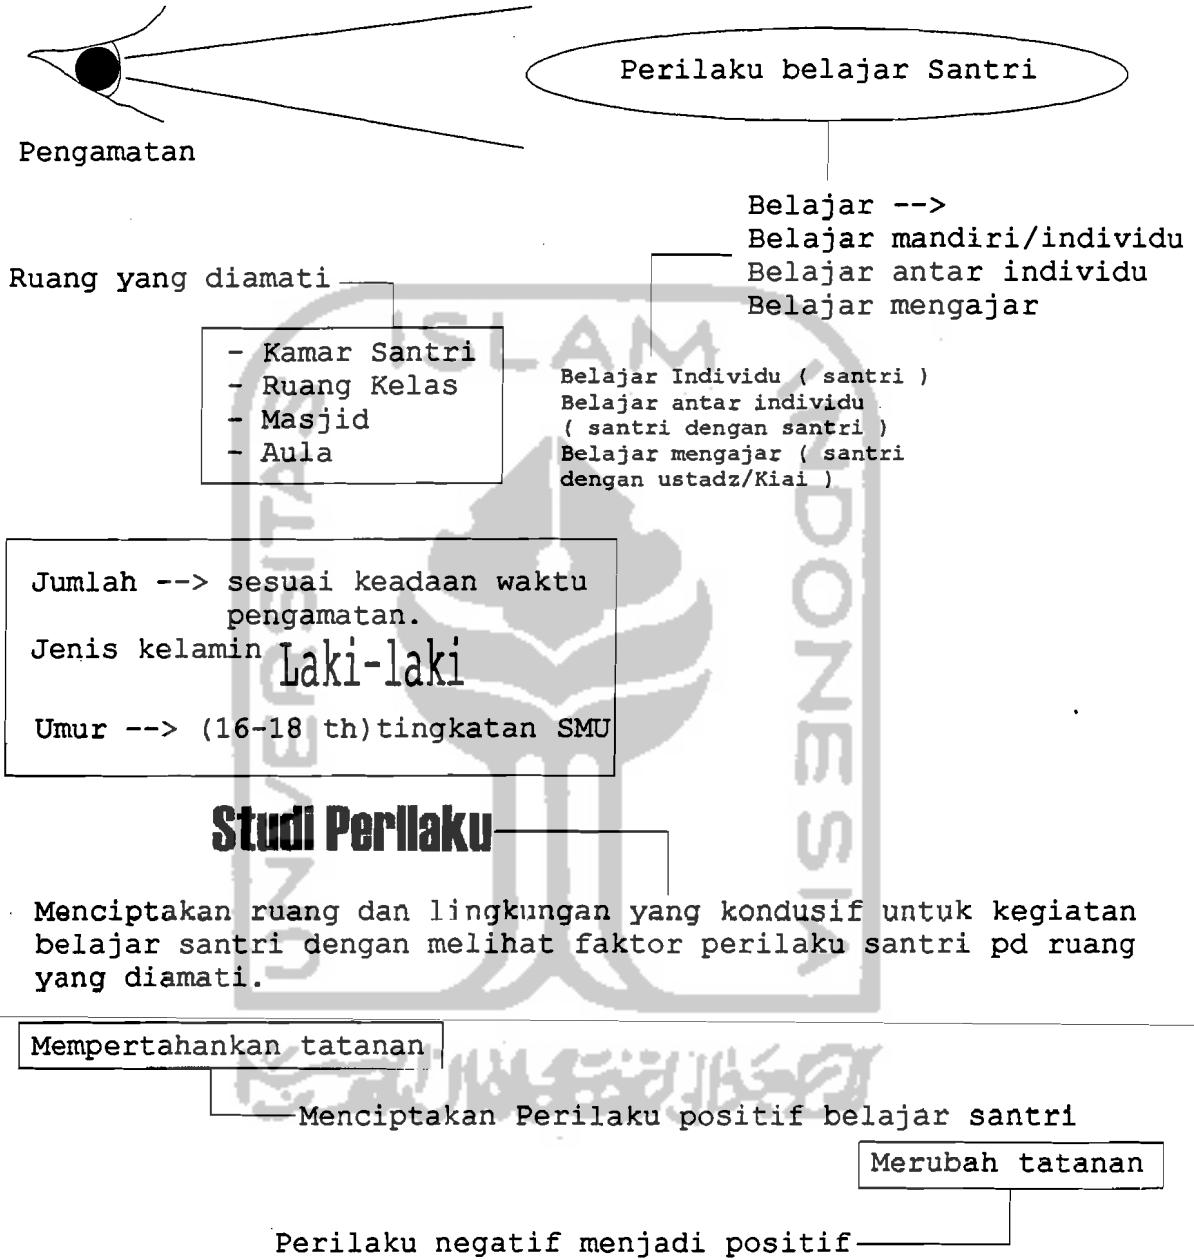 Perilaku belajar Santri
Pengamatan
Belajar -->
Belajar mandiri/individu
Belajar antar individu
Belajar mengajar
Ruang yang diamati
- Kamar Santri
- Ruang Kelas
- Masjid
- Aula
Belajar Individu ( santri )
Belajar antar individu
( santri dengan santri )
Belajar mengajar ( santri
dengan ustadz/Kiai )
Jumlah --> sesuai keadaan waktu
pengamatan.
Jenis kelamin Laki-laki
Umur --> (16-18 th)tingkatan SMU
Studi Perilaku
Menciptakan ruang dan lingkungan yang kondusif untuk kegiatan
belajar santri dengan melihat faktor perilaku santri pd ruang
yang diamati.
Mempertahankan tatanan
Menciptakan Perilaku positif belajar santri
Merubah tatanan
Perilaku negatif menjadi positif
UNIVERSITAS ISLAM INDONESIA